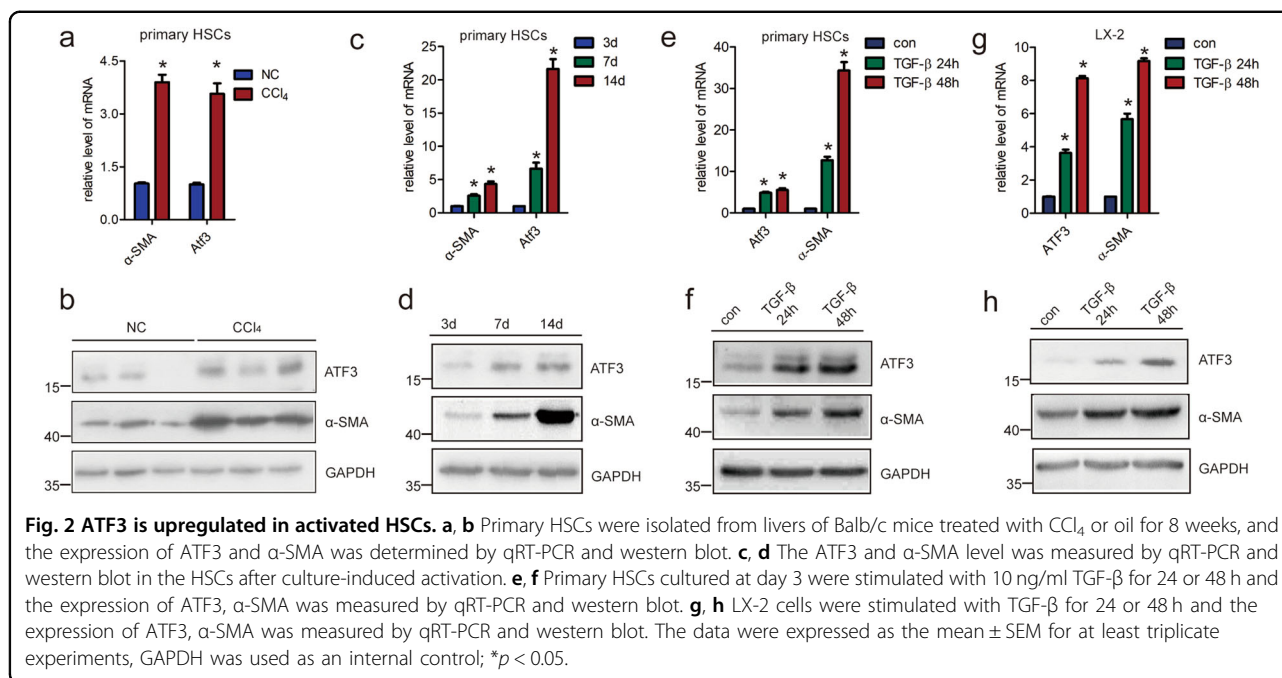 a
primary HSCs
relative level of mRNA
4.5
3.0
1.5
0.0
*
*
NC
CCl₄
α-SMA
Atf3
c
primary HSCs
relative level of mRNA
25
20
15
10
5
0
*
*
*
*
3d
7d
14d
α-SMA
Atf3
e
primary HSCs
relative level of mRNA
40
30
20
10
0
*
*
*
*
con
TGF-β 24h
TGF-β 48h
Atf3
α-SMA
g
LX-2
relative level of mRNA
10
8
6
4
2
0
*
*
*
*
con
TGF-β 24h
TGF-β 48h
ATF3
α-SMA
b
NC
CCl₄
15
40
35
ATF3
α-SMA
GAPDH
d
3d
7d
14d
15
40
35
ATF3
α-SMA
GAPDH
f
con
TGF-β
24h
TGF-β
48h
15
40
35
ATF3
α-SMA
GAPDH
h
con
TGF-β
24h
TGF-β
48h
15
40
35
ATF3
α-SMA
GAPDH
Fig. 2 ATF3 is upregulated in activated HSCs. a, b Primary HSCs were isolated from livers of Balb/c mice treated with CCl₄ or oil for 8 weeks, and
the expression of ATF3 and α-SMA was determined by qRT-PCR and western blot. c, d The ATF3 and α-SMA level was measured by qRT-PCR and
western blot in the HSCs after culture-induced activation. e, f Primary HSCs cultured at day 3 were stimulated with 10 ng/ml TGF-β for 24 or 48 h and
the expression of ATF3, α-SMA was measured by qRT-PCR and western blot. g, h LX-2 cells were stimulated with TGF-β for 24 or 48 h and the
expression of ATF3, α-SMA was measured by qRT-PCR and western blot. The data were expressed as the mean ± SEM for at least triplicate
experiments, GAPDH was used as an internal control; *p < 0.05.